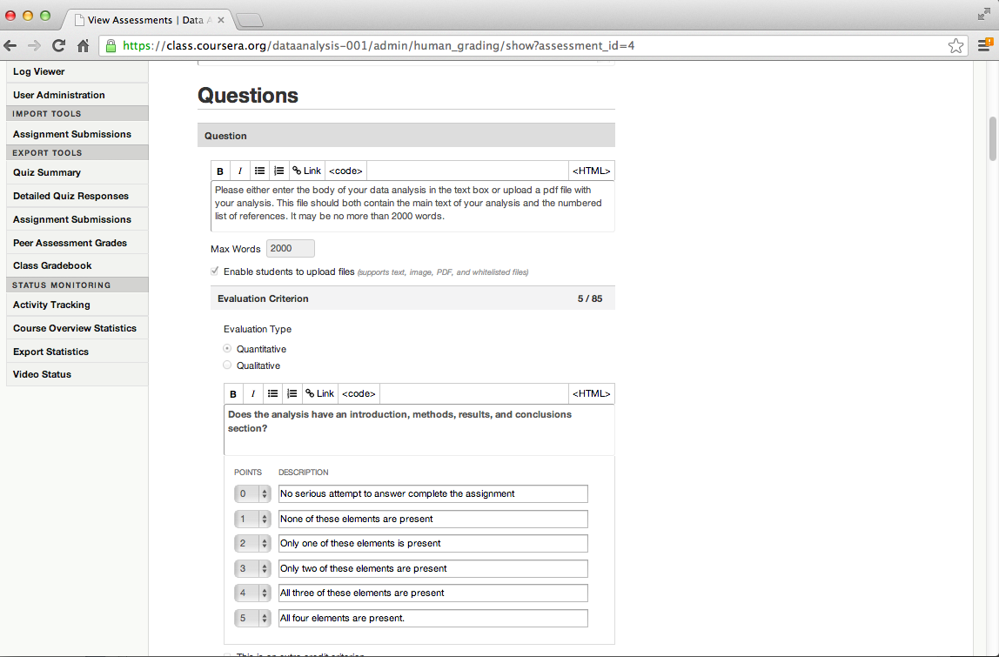 View Assessments | Data A
https://class.coursera.org/dataanalysis-001/admin/human_grading/show?assessment_id=4
Log Viewer
User Administration
IMPORT TOOLS
Assignment Submissions
EXPORT TOOLS
Quiz Summary
Detailed Quiz Responses
Assignment Submissions
Peer Assessment Grades
Class Gradebook
STATUS MONITORING
Activity Tracking
Course Overview Statistics
Export Statistics
Video Status
Questions
Question
B I Link <code> <HTML>
Please either enter the body of your data analysis in the text box or upload a pdf file with
your analysis. This file should both contain the main text of your analysis and the numbered
list of references. It may be no more than 2000 words.
Max Words 2000
Enable students to upload files (supports text, image, PDF, and whitelisted files)
Evaluation Criterion 5 / 85
Evaluation Type
Quantitative
Qualitative
B I Link <code> <HTML>
Does the analysis have an introduction, methods, results, and conclusions
section?
POINTS DESCRIPTION
0 No serious attempt to answer complete the assignment
1 None of these elements are present
2 Only one of these elements is present
3 Only two of these elements are present
4 All three of these elements are present
5 All four elements are present.
This is an extra credit criterion